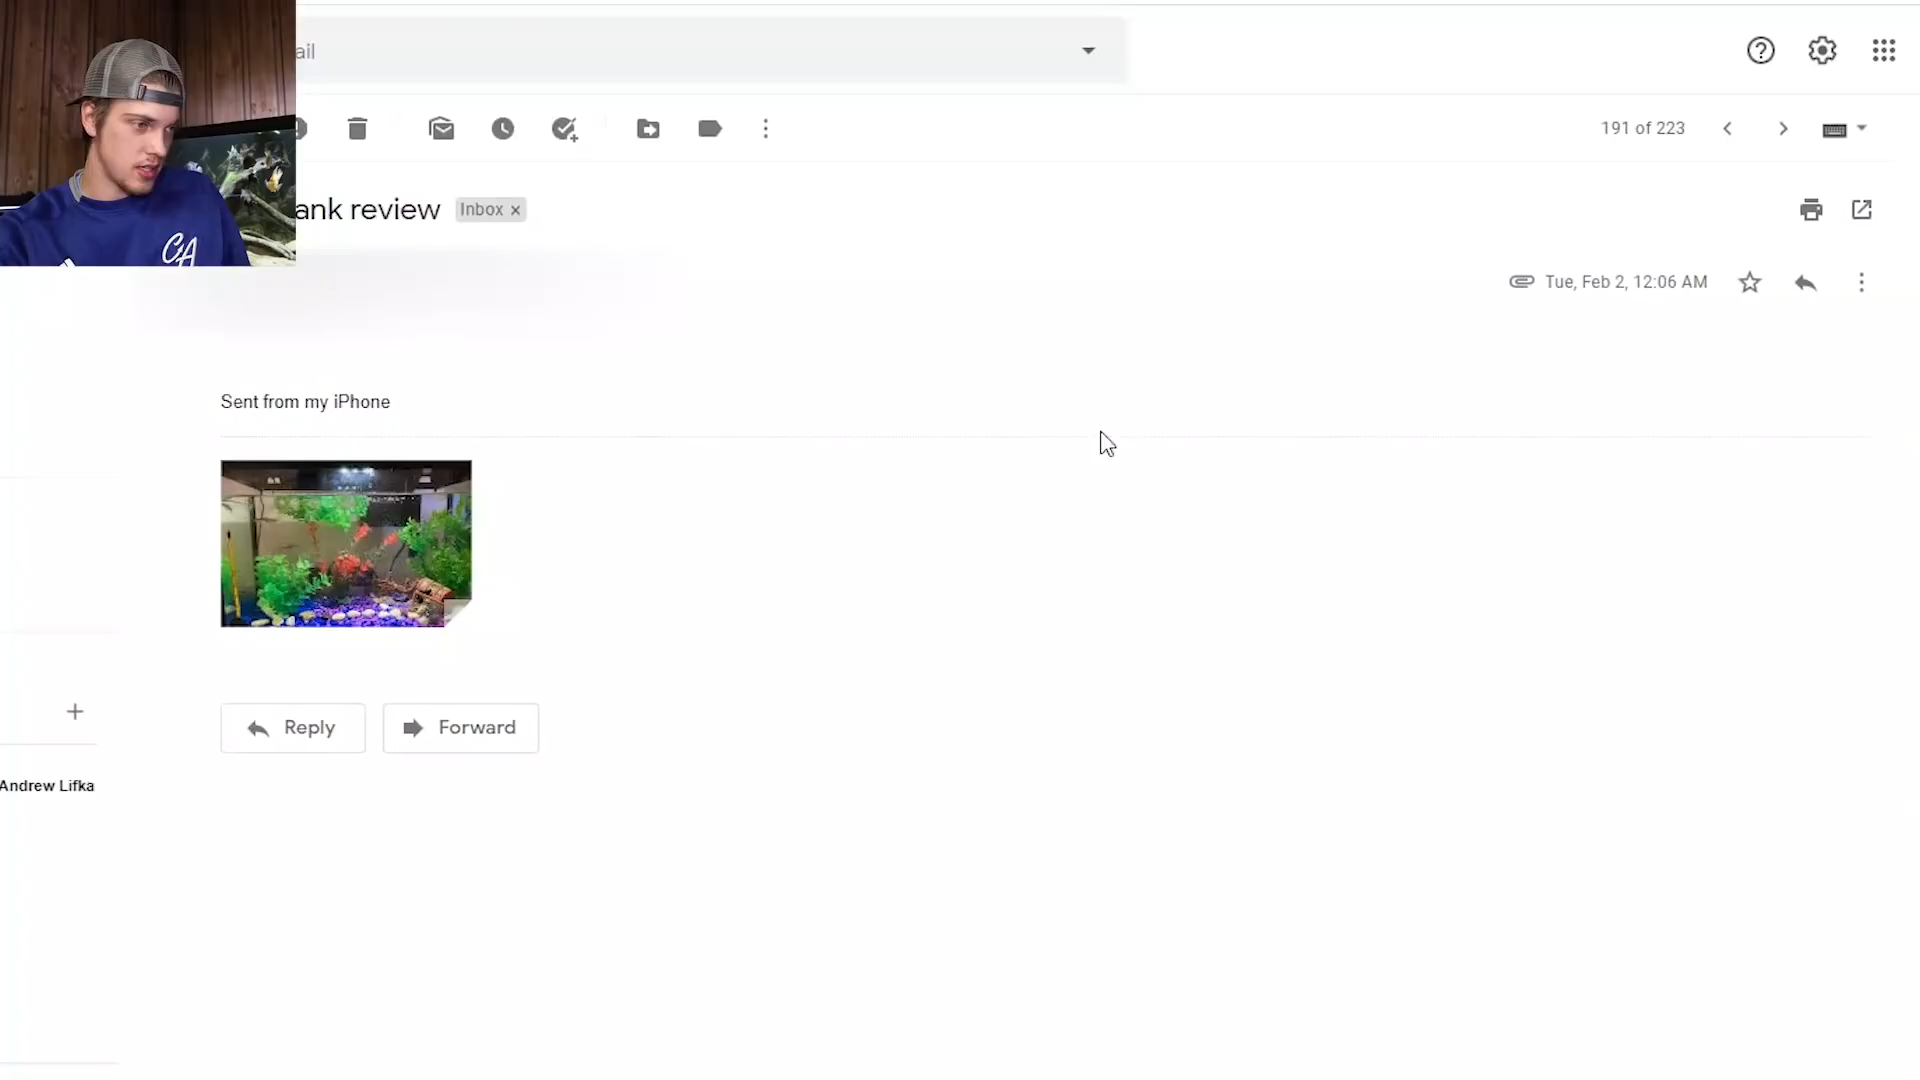 ail
191 of 223
ank review
Inbox ×
Tue, Feb 2, 12:06 AM
Sent from my iPhone
Reply
Forward
Andrew Lifka
CA